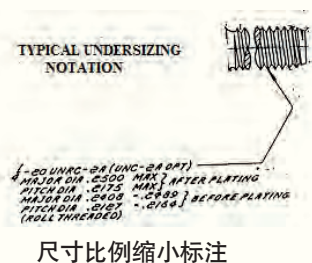 TYPICAL UNDERSIZING
NOTATION
1/4-20 UNRC-2A (UNC-2A OPT)
MAJOR DIA .2500 MAX } AFTER PLATING
PITCH DIA .2175 MAX
MAJOR DIA .2408 - .2489 } BEFORE PLATING
PITCH DIA .2127 - .2164
(ROLL THREADED)
尺寸比例缩小标注